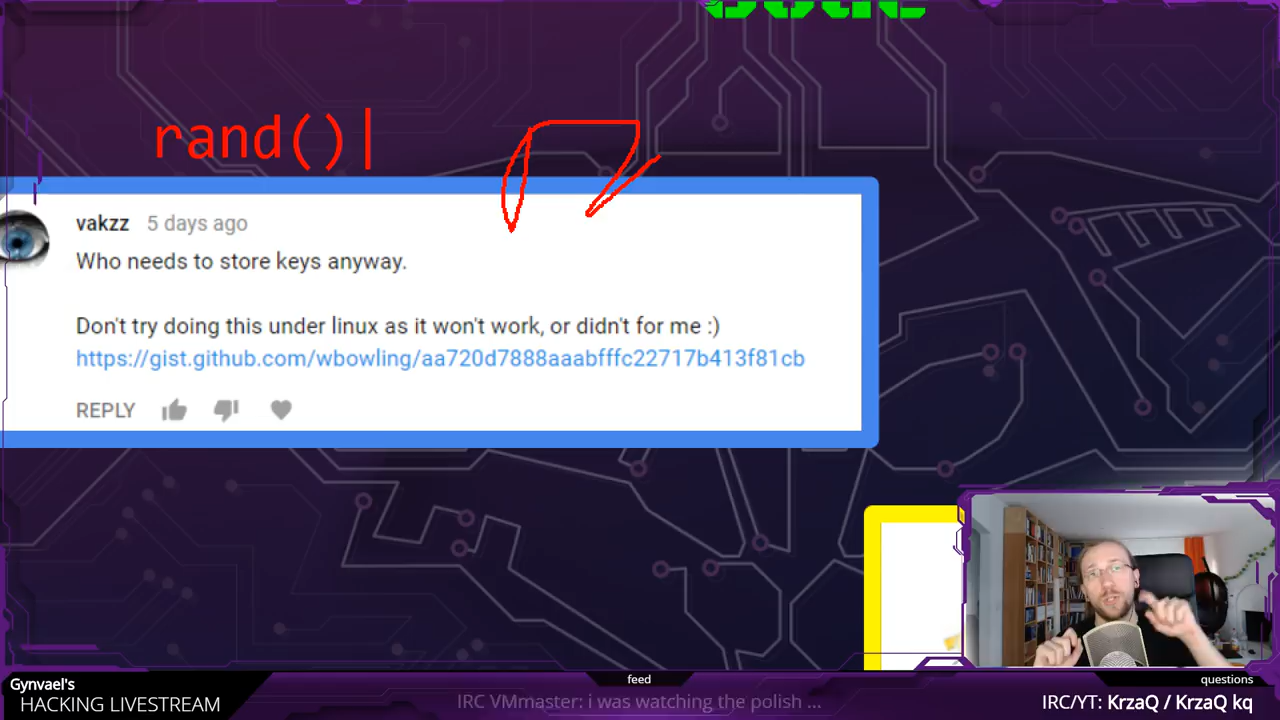 rand()|
vakzz 5 days ago
Who needs to store keys anyway.
Don't try doing this under linux as it won't work, or didn't for me :)
https://gist.github.com/wbowling/aa720d7888aaabfffc22717b413f81cb
REPLY
Gynvael's
HACKING LIVESTREAM
feed
IRC VMmaster: i was watching the polish ...
questions
IRC/YT: KrzaQ / KrzaQ kq